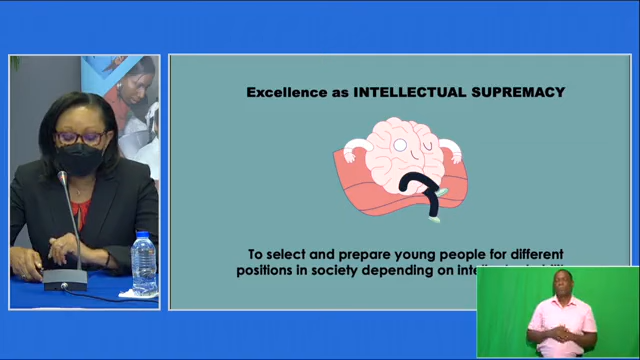 Excellence as INTELLECTUAL SUPREMACY
To select and prepare young people for different
positions in society depending on